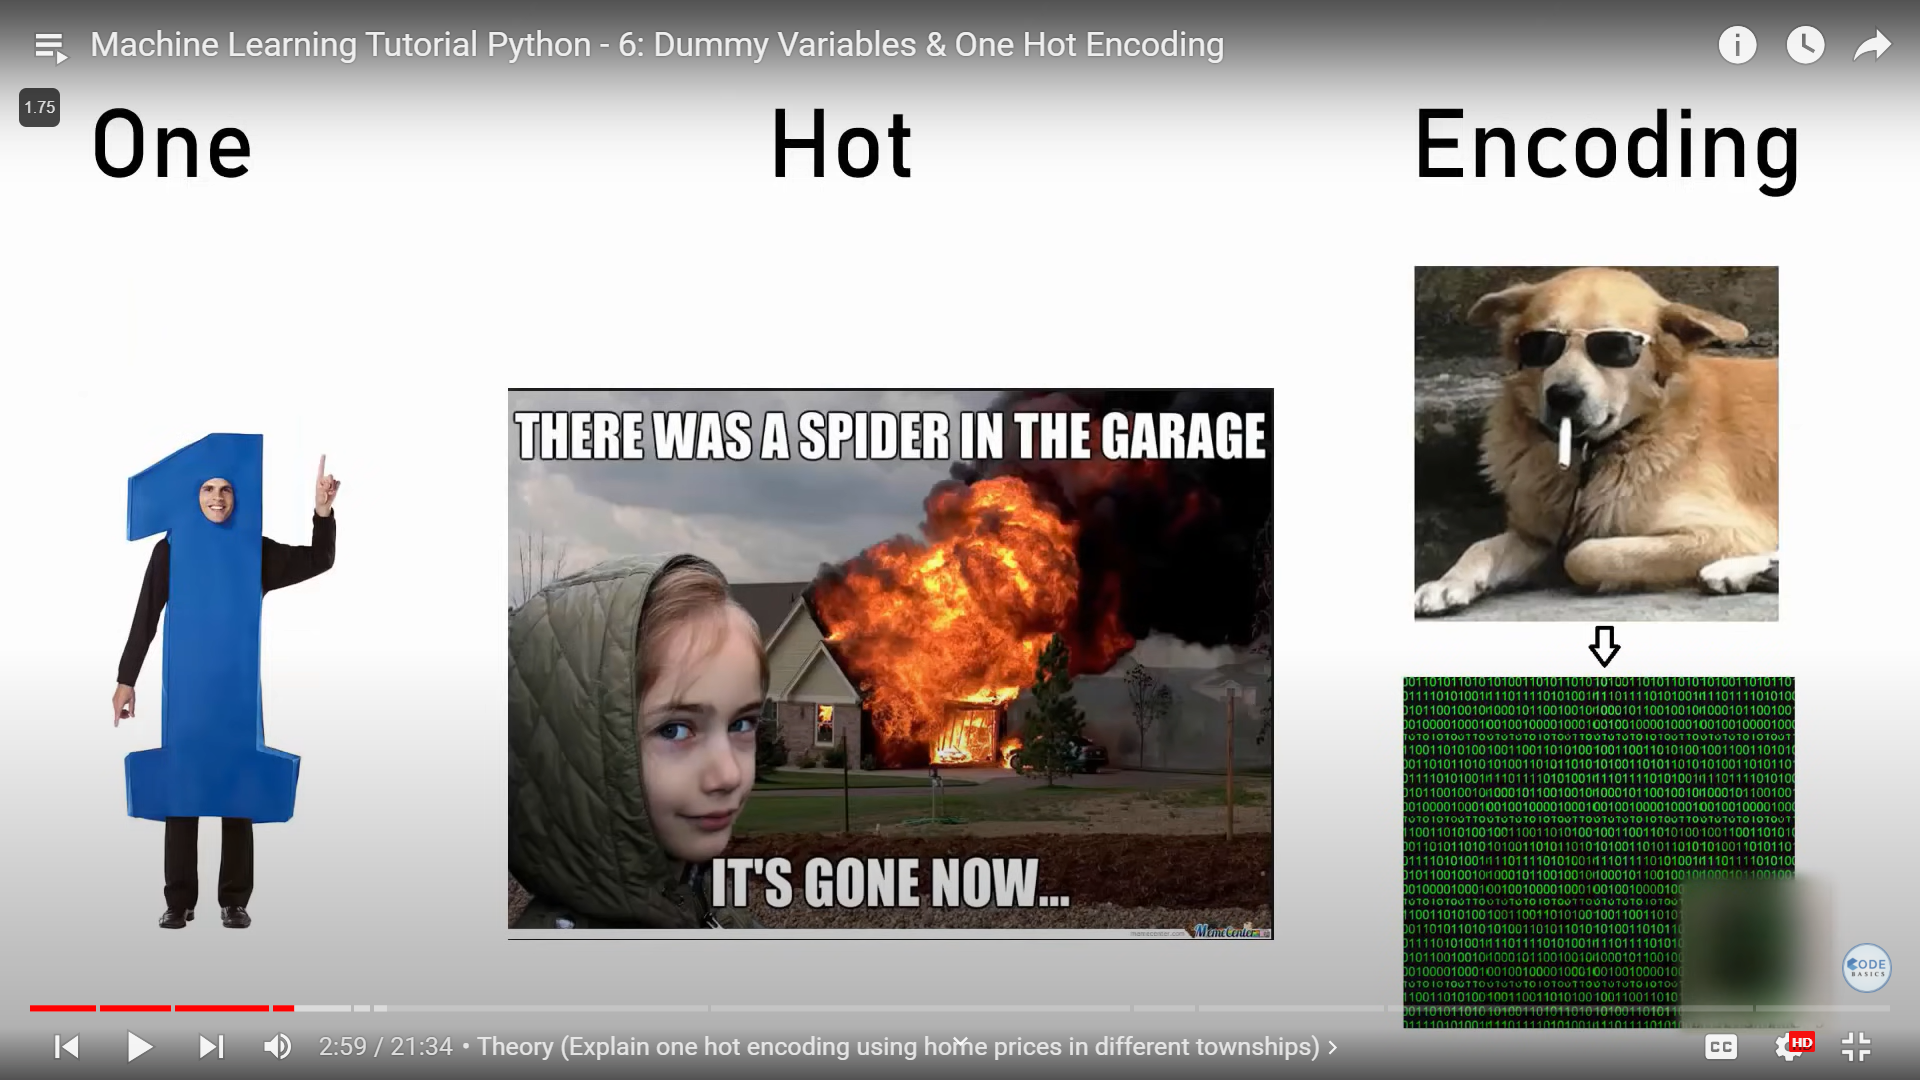 Machine Learning Tutorial Python - 6: Dummy Variables & One Hot Encoding
1.75
One Hot Encoding
THERE WAS A SPIDER IN THE GARAGE
IT'S GONE NOW...
memecenter.com MemeCenter
CODE
BASICS
2:59 / 21:34 • Theory (Explain one hot encoding using home prices in different townships) >
CC
HD